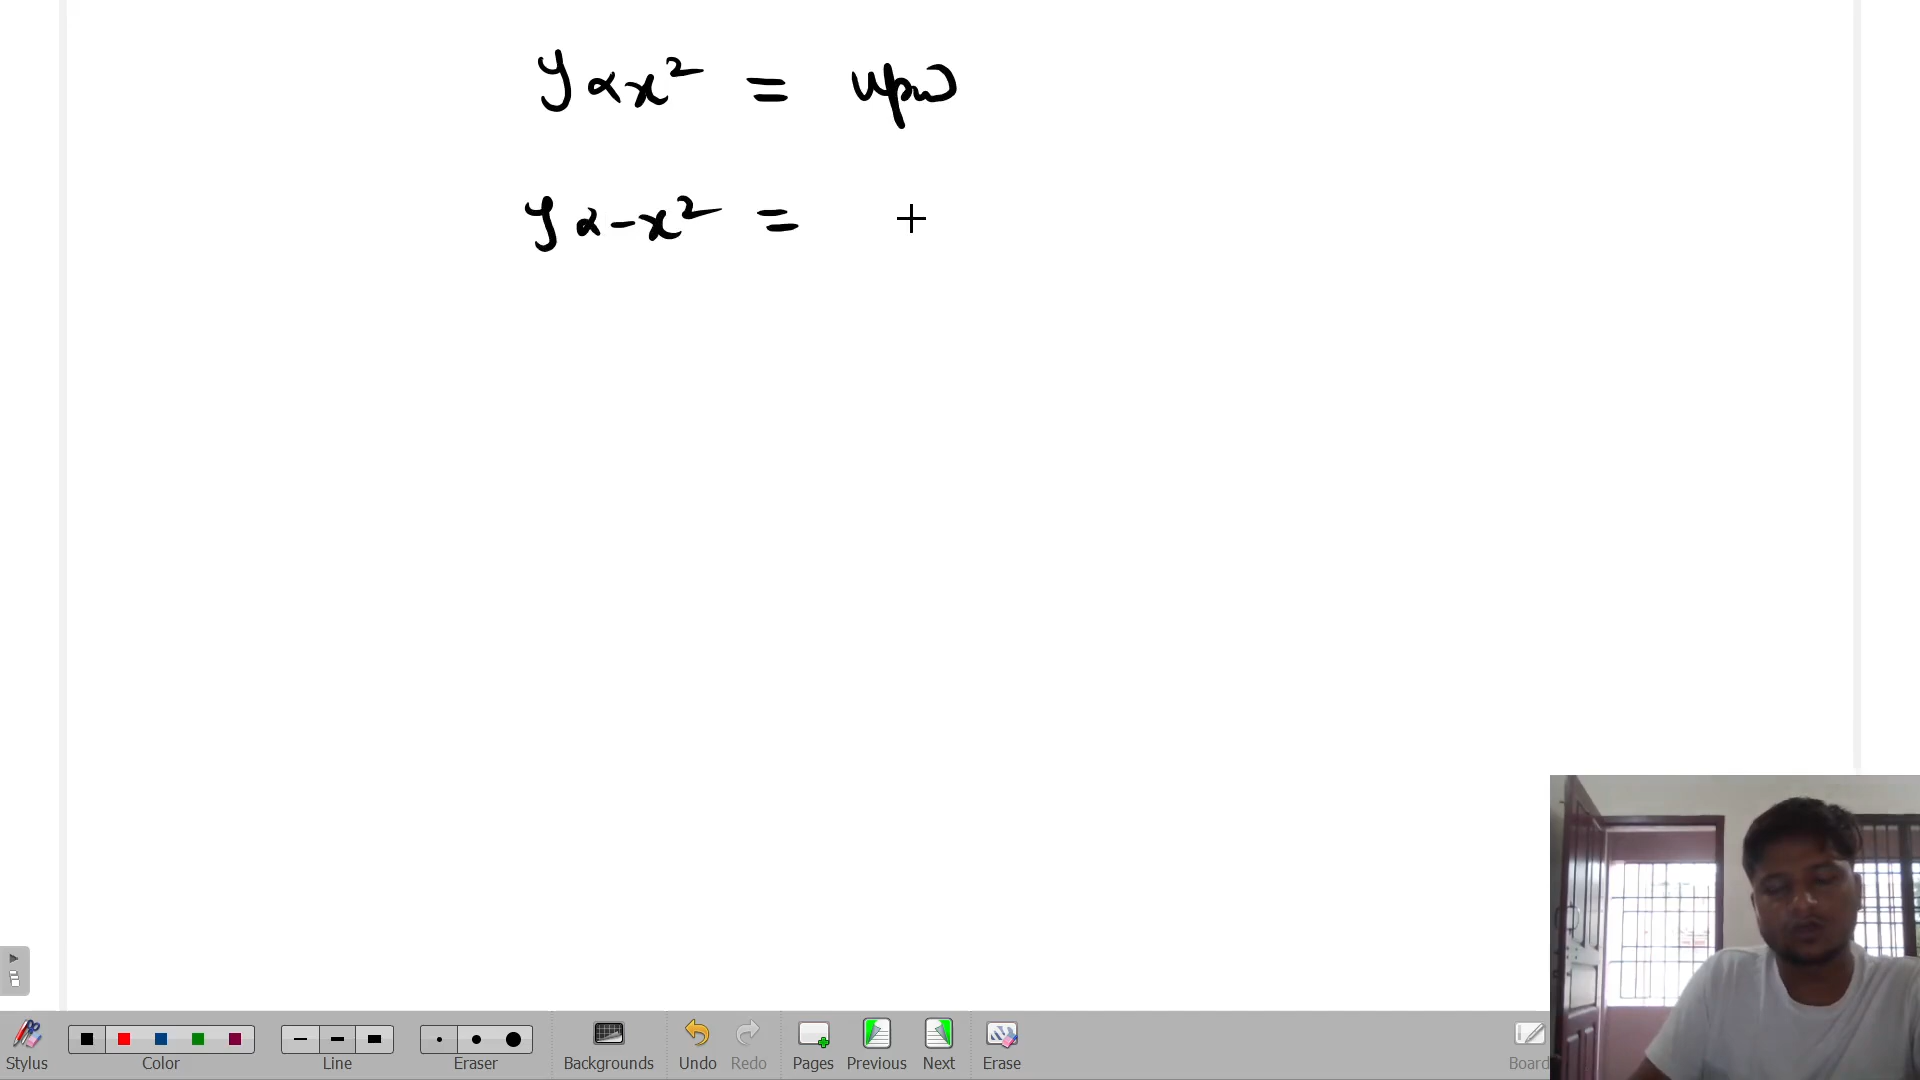 y α x² = upw
y α - x² =
Stylus
Color
Line
Eraser
Backgrounds
Undo
Redo
Pages
Previous
Next
Erase
Board